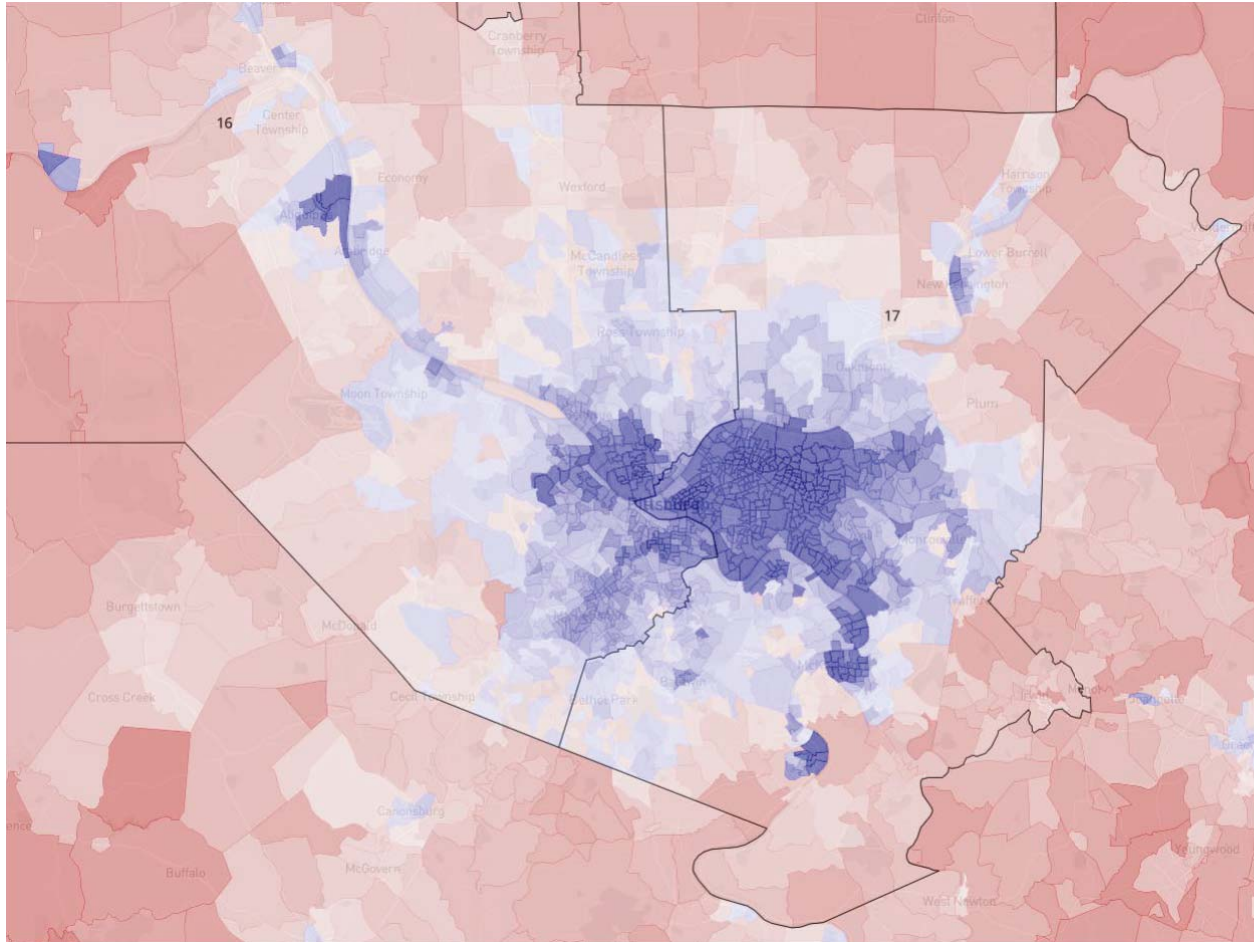 Clinton
Cranberry
Township
Beaver
16
Center
Township
Economy
Wexford
Harrison
Township
Aliquippa
Ambridge
McCandless
Township
Lower Burrell
New Kensington
17
Ross Township
Oakmont
Moon Township
Plum
Monroeville
Burgettstown
McDonald
Cross Creek
Cecil Township
Bethel Park
Jeannette
Canonsburg
McGovern
Buffalo
Youngwood
West Newton